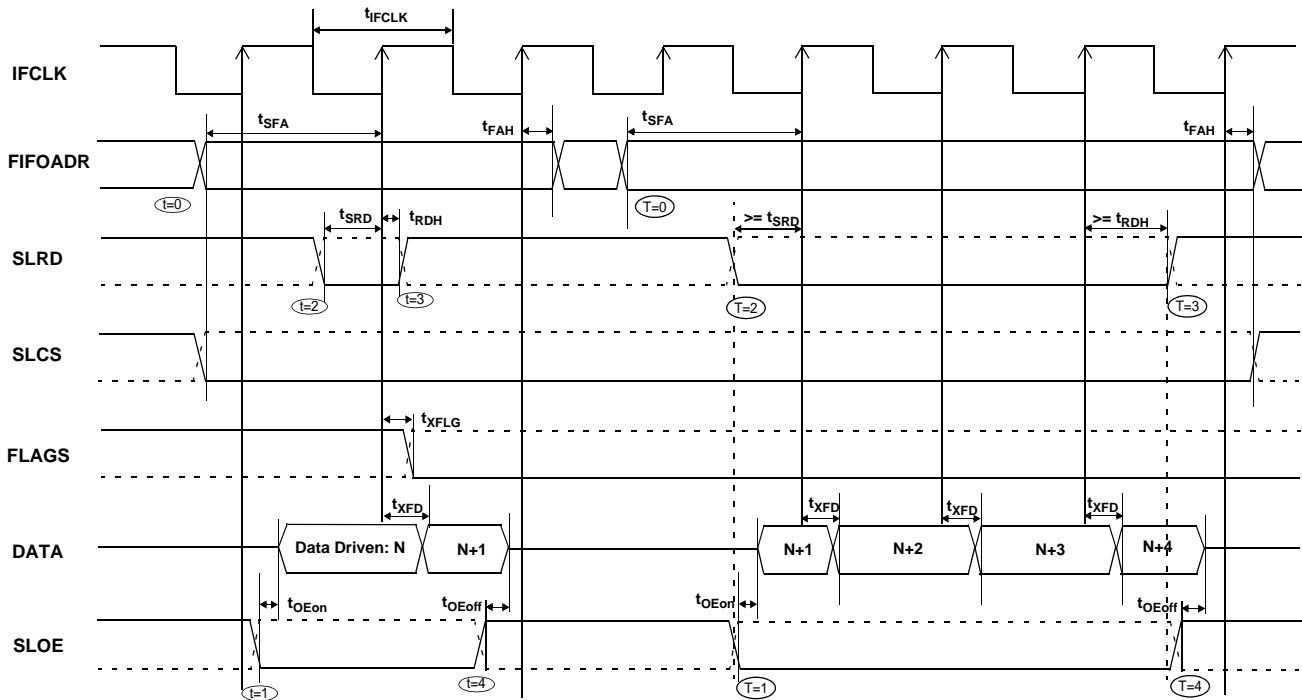 tIFCLK
IFCLK
tSFA
tFAH
tSFA
tFAH
FIFOADR
t=0
T=0
tSRD
tRDH
>= tSRD
>= tRDH
SLRD
t=2
t=3
T=2
T=3
SLCS
tXFLG
FLAGS
tXFD
tXFD
tXFD
tXFD
DATA
Data Driven: N
N+1
N+1
N+2
N+3
N+4
tOEon
tOEoff
tOEon
tOEoff
SLOE
t=1
t=4
T=1
T=4